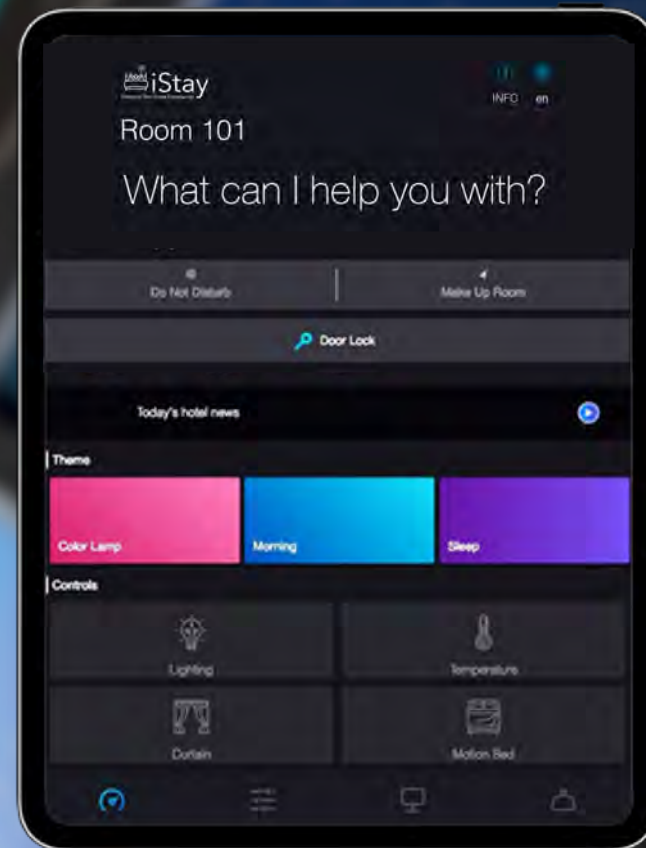 iStay
INFO en
Room 101
What can I help you with?
Do Not Disturb Make Up Room
Door Lock
Today's hotel news
Theme
Color Lamp Morning Sleep
Controls
Lighting Temperature
Curtain Motion Bed